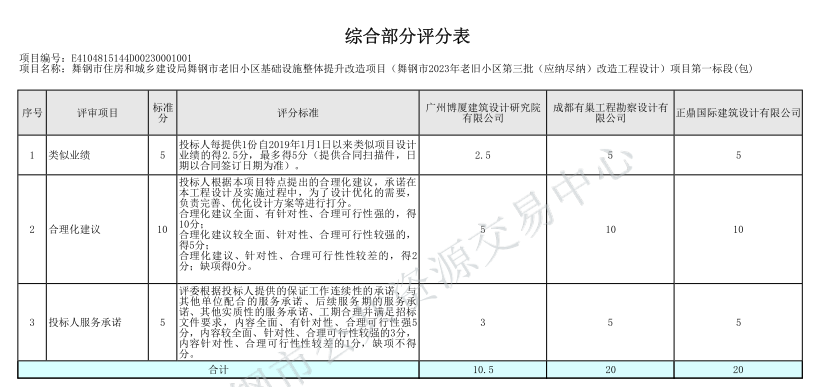 综合部分评分表
项目编号：E4104815144D00230001001
项目名称：舞钢市住房和城乡建设局舞钢市老旧小区基础设施整体提升改造项目（舞钢市2023年老旧小区第三批（应纳尽纳）改造工程设计）项目第一标段(包)
序号 评审项目 标准分 评分标准 广州博厦建筑设计研究院有限公司 成都有巢工程勘察设计有限公司 正鼎国际建筑设计有限公司
1 类似业绩 5
投标人每提供1份自2019年1月1日以来类似项目设计
业绩的得2.5分，最多得5分（提供合同扫描件，日
期以合同签订日期为准）。
2.5 5 5
2 合理化建议 10
投标人根据本项目特点提出的合理化建议，承诺在
本工程设计及实施过程中，为了设计优化的需要，
负责完善、优化设计方案等进行打分。
合理化建议全面、有针对性、合理可行性强的，得
10分；
合理化建议较全面、针对性、合理可行性较强的，
得5分；
合理化建议、针对性、合理可行性性较差的，得2
分；缺项得0分。
5 10 10
3 投标人服务承诺 5
评委根据投标人提供的保证工作连续性的承诺、与
其他单位配合的服务承诺、后续服务期的服务承
诺、其他实质性的服务承诺、工期合理并满足招标
文件要求，内容全面、有针对性、合理可行性强5
分，内容较全面、针对性、合理可行性较强的3分，
内容针对性、合理可行性性较差的1分，缺项不得
分。
3 5 5
合计 10.5 20 20